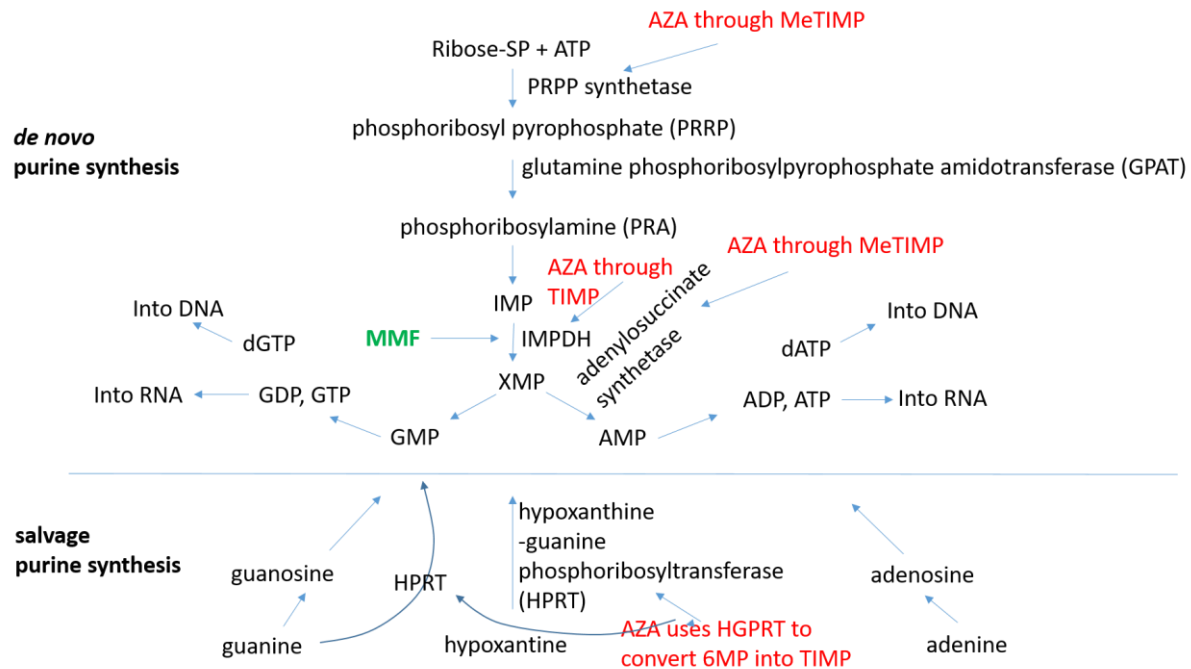 AZA through MeTIMP
Ribose-SP + ATP
PRPP synthetase
de novo
purine synthesis
phosphoribosyl pyrophosphate (PRRP)
glutamine phosphoribosylpyrophosphate amidotransferase (GPAT)
phosphoribosylamine (PRA)
AZA through MeTIMP
AZA through
TIMP
IMP
Into DNA
dGTP
MMF
IMPDH
adenylosuccinate
synthetase
Into DNA
dATP
XMP
Into RNA
GDP, GTP
ADP, ATP
Into RNA
GMP
AMP
salvage
purine synthesis
hypoxanthine
-guanine
phosphoribosyltransferase
(HPRT)
guanosine
HPRT
adenosine
guanine
hypoxantine
AZA uses HGPRT to
convert 6MP into TIMP
adenine